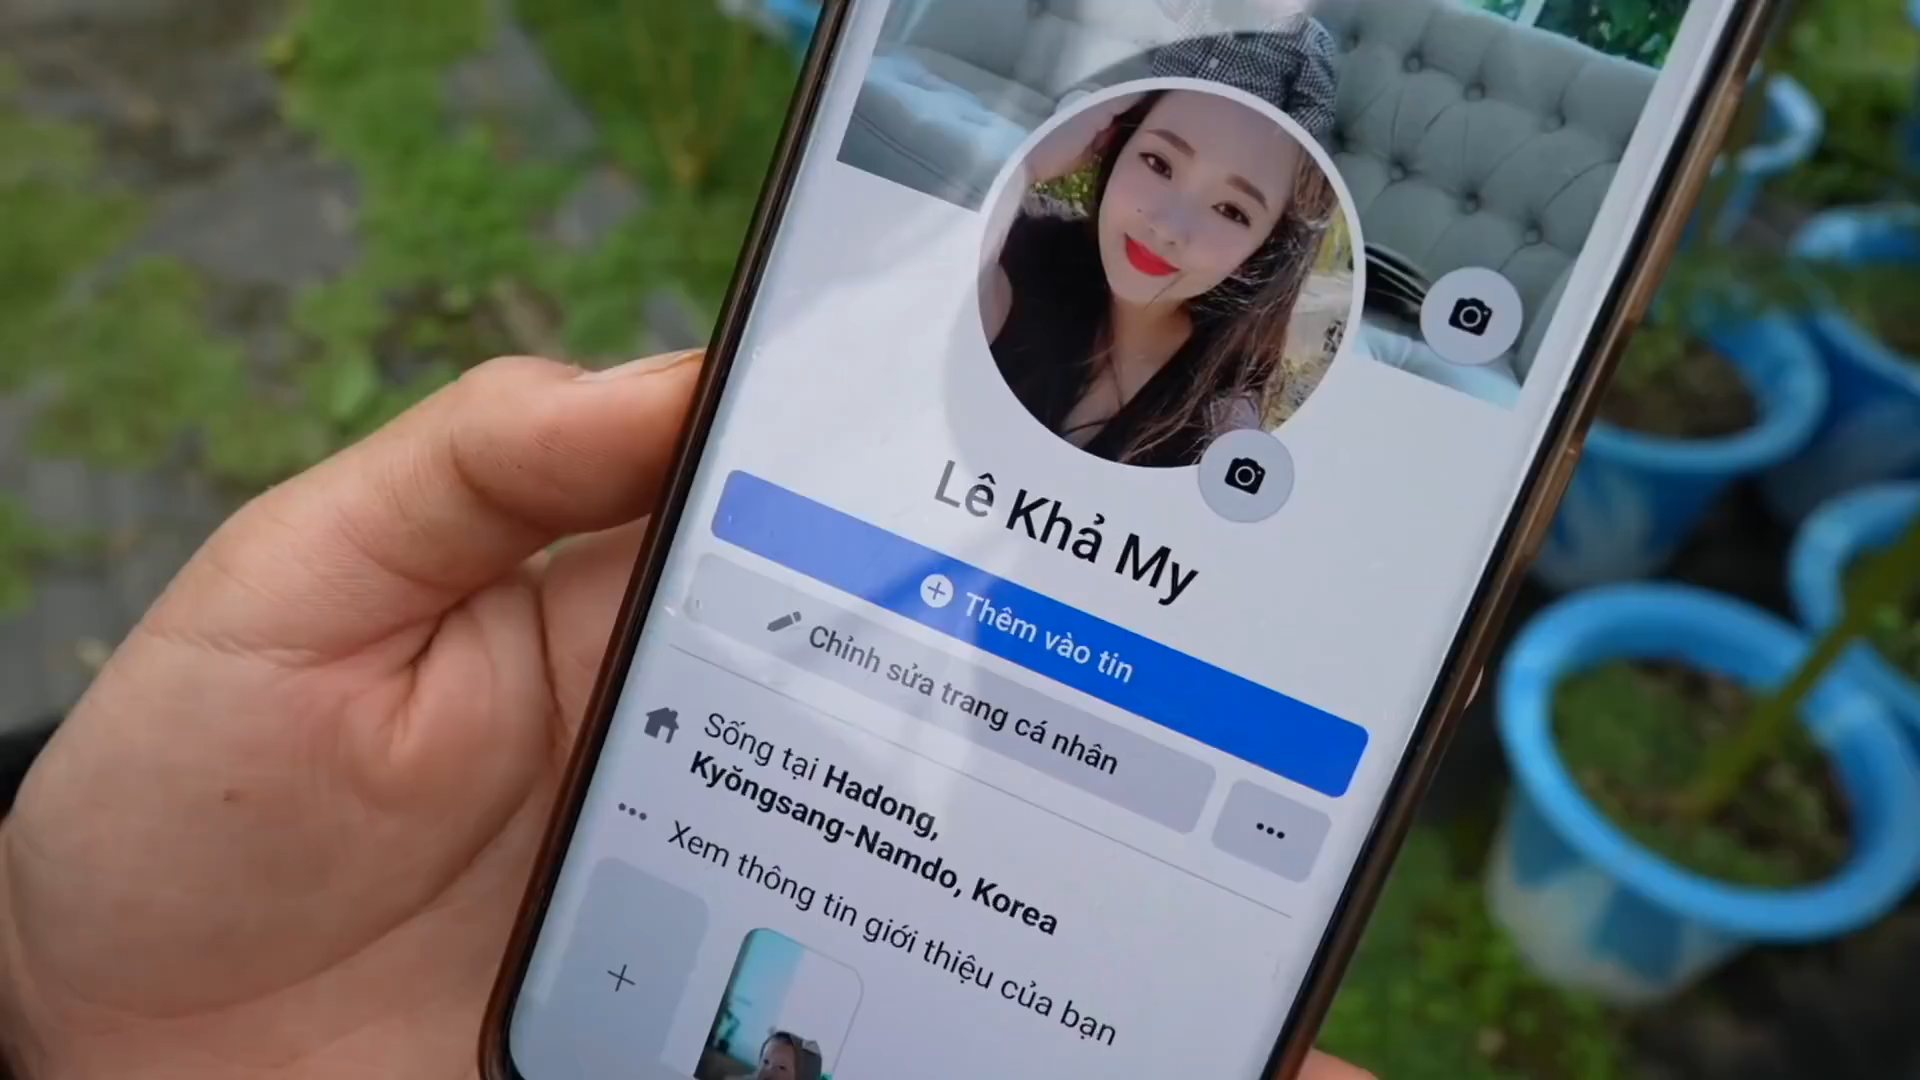 Lê Khả My
Thêm vào tin
Chỉnh sửa trang cá nhân
Sống tại Hadong,
Kyŏngsang-Namdo, Korea
Xem thông tin giới thiệu của bạn